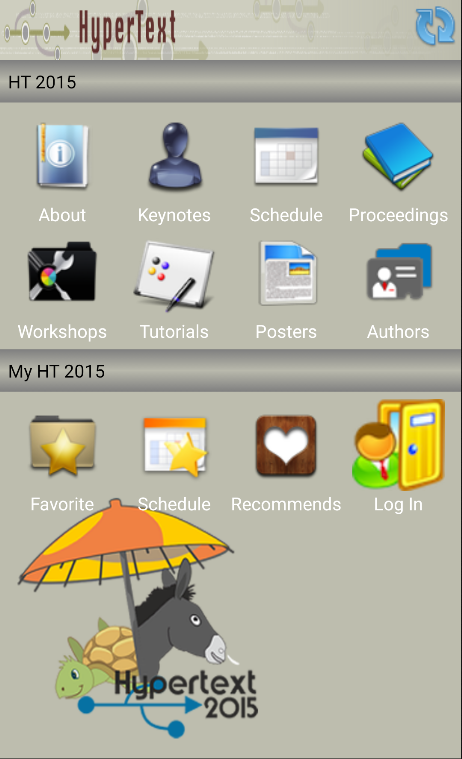 HyperText
HT 2015
About Keynotes Schedule Proceedings
Workshops Tutorials Posters Authors
My HT 2015
Favorite Schedule Recommends Log In
Hypertext
2015